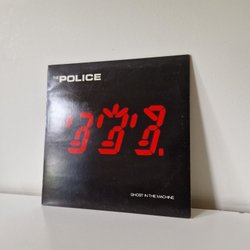 THE POLICE
GHOST IN THE MACHINE